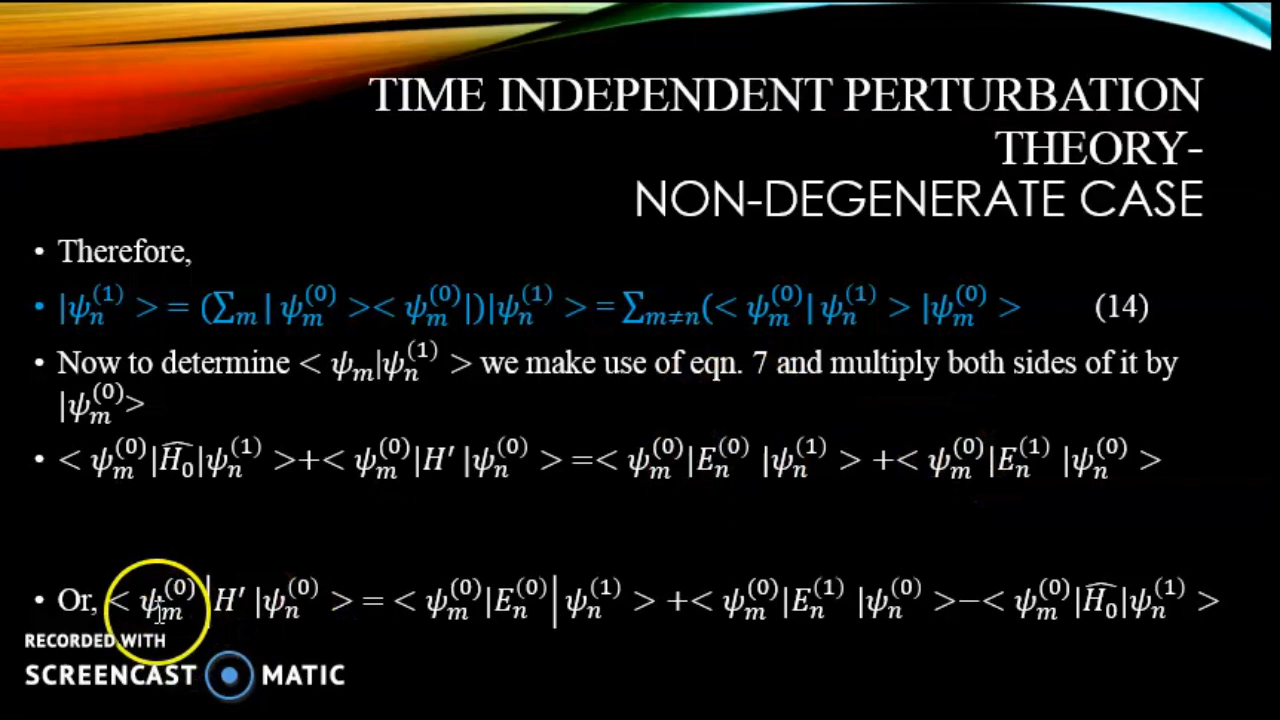 TIME INDEPENDENT PERTURBATION
THEORY-
NON-DEGENERATE CASE
• Therefore,
• |ψₙ⁽¹⁾ > = (∑ₘ| ψₘ⁽⁰⁾ >< ψₘ⁽⁰⁾|)|ψₙ⁽¹⁾ > = ∑ₘ≠ₙ(< ψₘ⁽⁰⁾| ψₙ⁽¹⁾ > |ψₘ⁽⁰⁾ > (14)
• Now to determine < ψₘ|ψₙ⁽¹⁾ > we make use of eqn. 7 and multiply both sides of it by
|ψₘ⁽⁰⁾>
• < ψₘ⁽⁰⁾|Ĥ₀|ψₙ⁽¹⁾ >+< ψₘ⁽⁰⁾|H′ |ψₙ⁽⁰⁾ > =< ψₘ⁽⁰⁾|Eₙ⁽⁰⁾ |ψₙ⁽¹⁾ > +< ψₘ⁽⁰⁾|Eₙ⁽¹⁾ |ψₙ⁽⁰⁾ >
• Or, < ψₘ⁽⁰⁾|H′ |ψₙ⁽⁰⁾ > = < ψₘ⁽⁰⁾|Eₙ⁽⁰⁾| ψₙ⁽¹⁾ > +< ψₘ⁽⁰⁾|Eₙ⁽¹⁾ |ψₙ⁽⁰⁾ >−< ψₘ⁽⁰⁾|Ĥ₀|ψₙ⁽¹⁾ >
RECORDED WITH
SCREENCAST MATIC